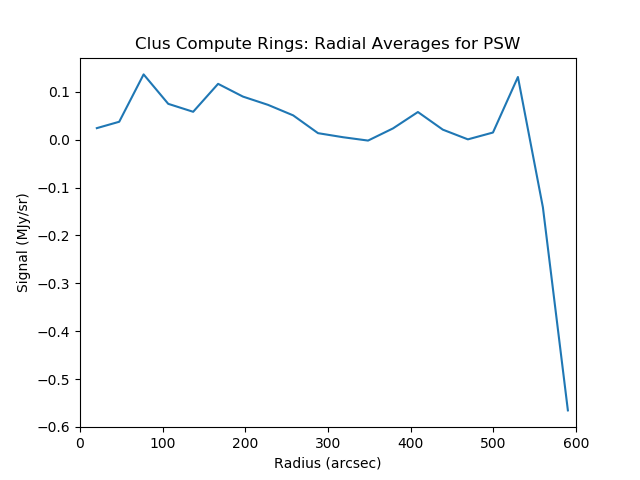 Clus Compute Rings: Radial Averages for PSW
0.1
0.0
−0.1
−0.2
−0.3
−0.4
−0.5
−0.6
Signal (MJy/sr)
0 100 200 300 400 500 600
Radius (arcsec)